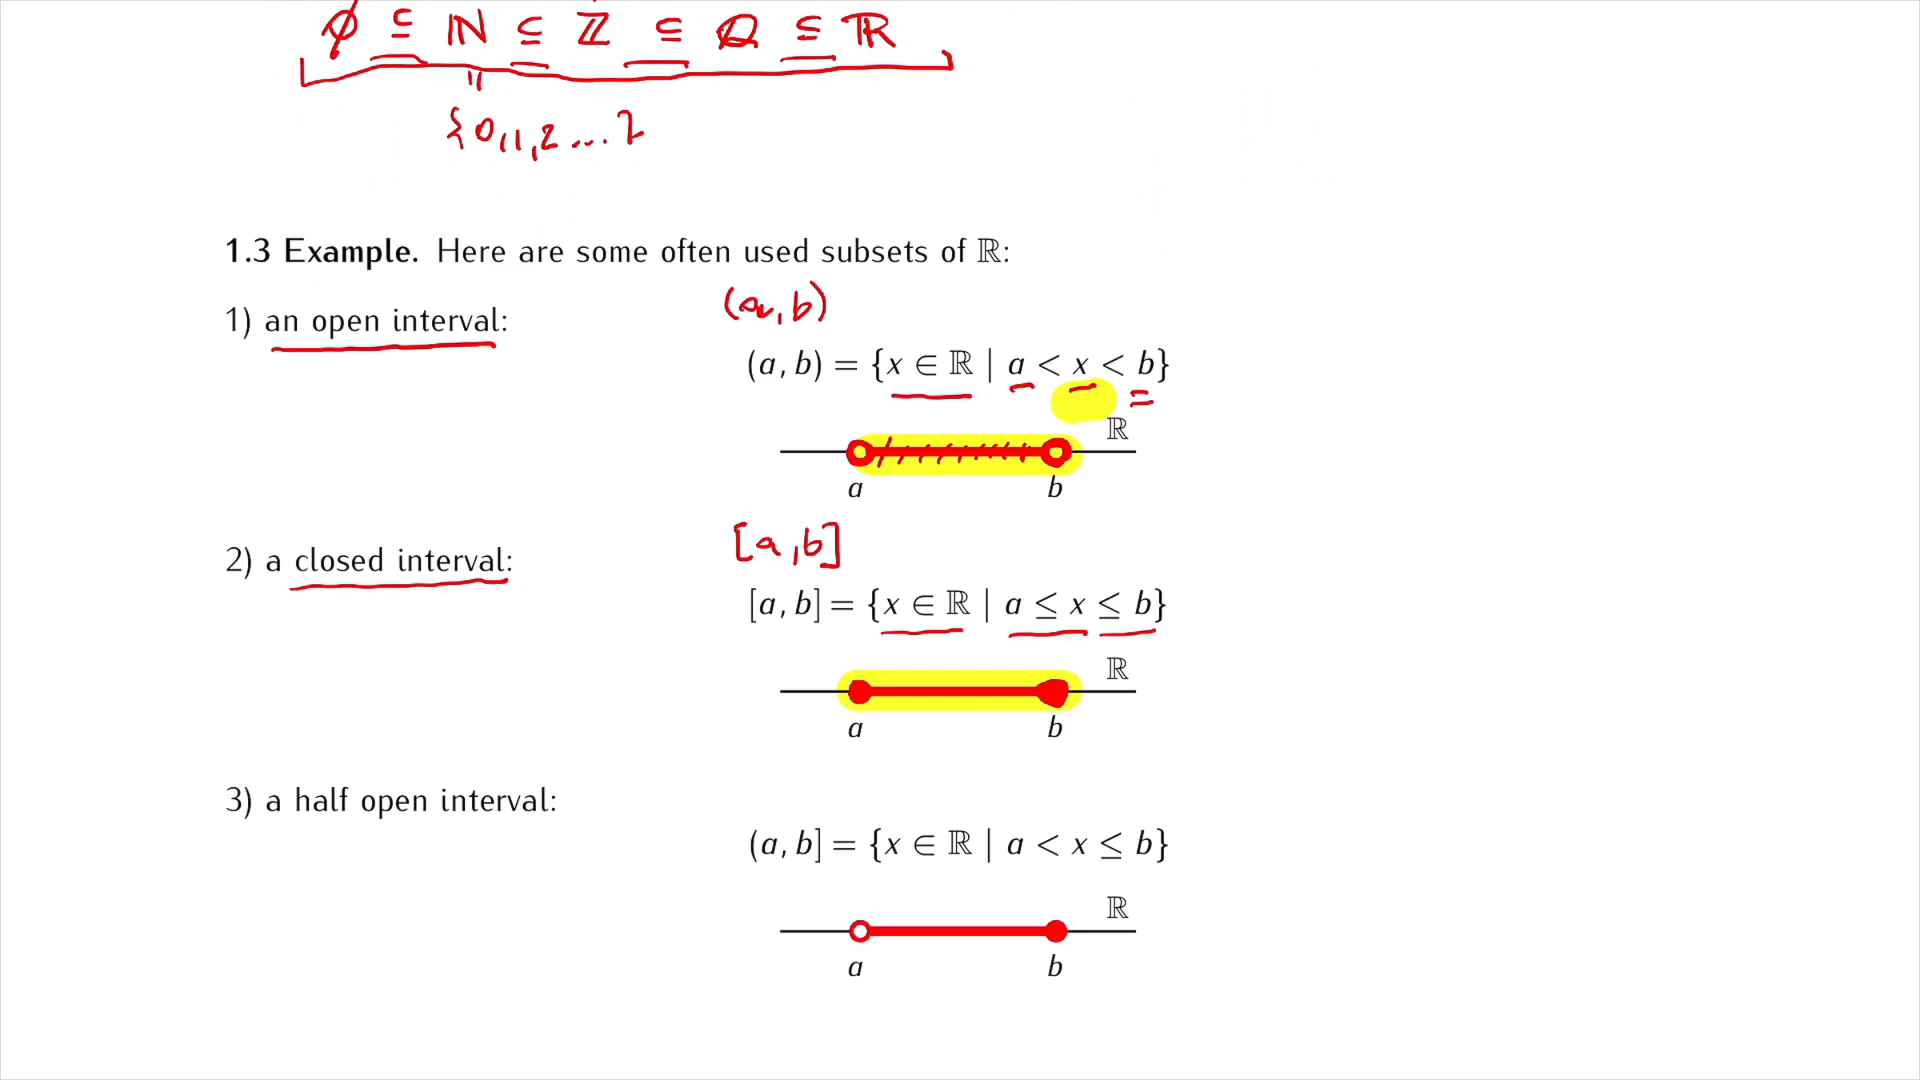 ∅ ⊆ ℕ ⊆ ℤ ⊆ ℚ ⊆ ℝ
=
{0,1,2...}
1.3 Example. Here are some often used subsets of ℝ:
(a,b)
1) an open interval:
(a, b) = {x ∈ ℝ | a < x < b}
ℝ
a b
[a,b]
2) a closed interval:
[a, b] = {x ∈ ℝ | a ≤ x ≤ b}
ℝ
a b
3) a half open interval:
(a, b] = {x ∈ ℝ | a < x ≤ b}
ℝ
a b